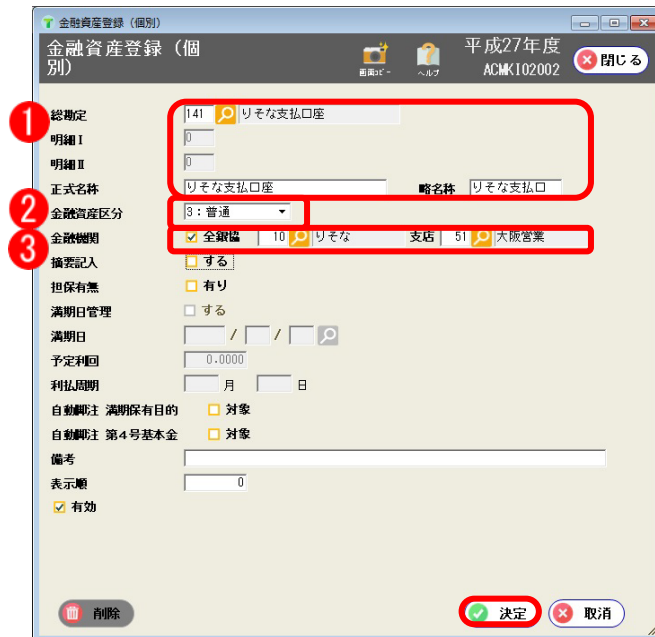 金融資産登録（個別）
金融資産登録（個
別）
画面ｺﾋﾟｰ
ヘルプ
平成27年度
ACMKI02002
閉じる
1
総勘定 141 りそな支払口座
明細Ⅰ 0
明細Ⅱ 0
正式名称 りそな支払口座 略名称 りそな支払口
2
金融資産区分 3：普通
3
金融機関 全銀協 10 りそな 支店 51 大阪営業
摘要記入 する
担保有無 有り
満期日管理 する
満期日 / /
予定利回 0.0000
利払周期 月 日
自動脚注 満期保有目的 対象
自動脚注 第４号基本金 対象
備考
表示順 0
有効
削除 決定 取消